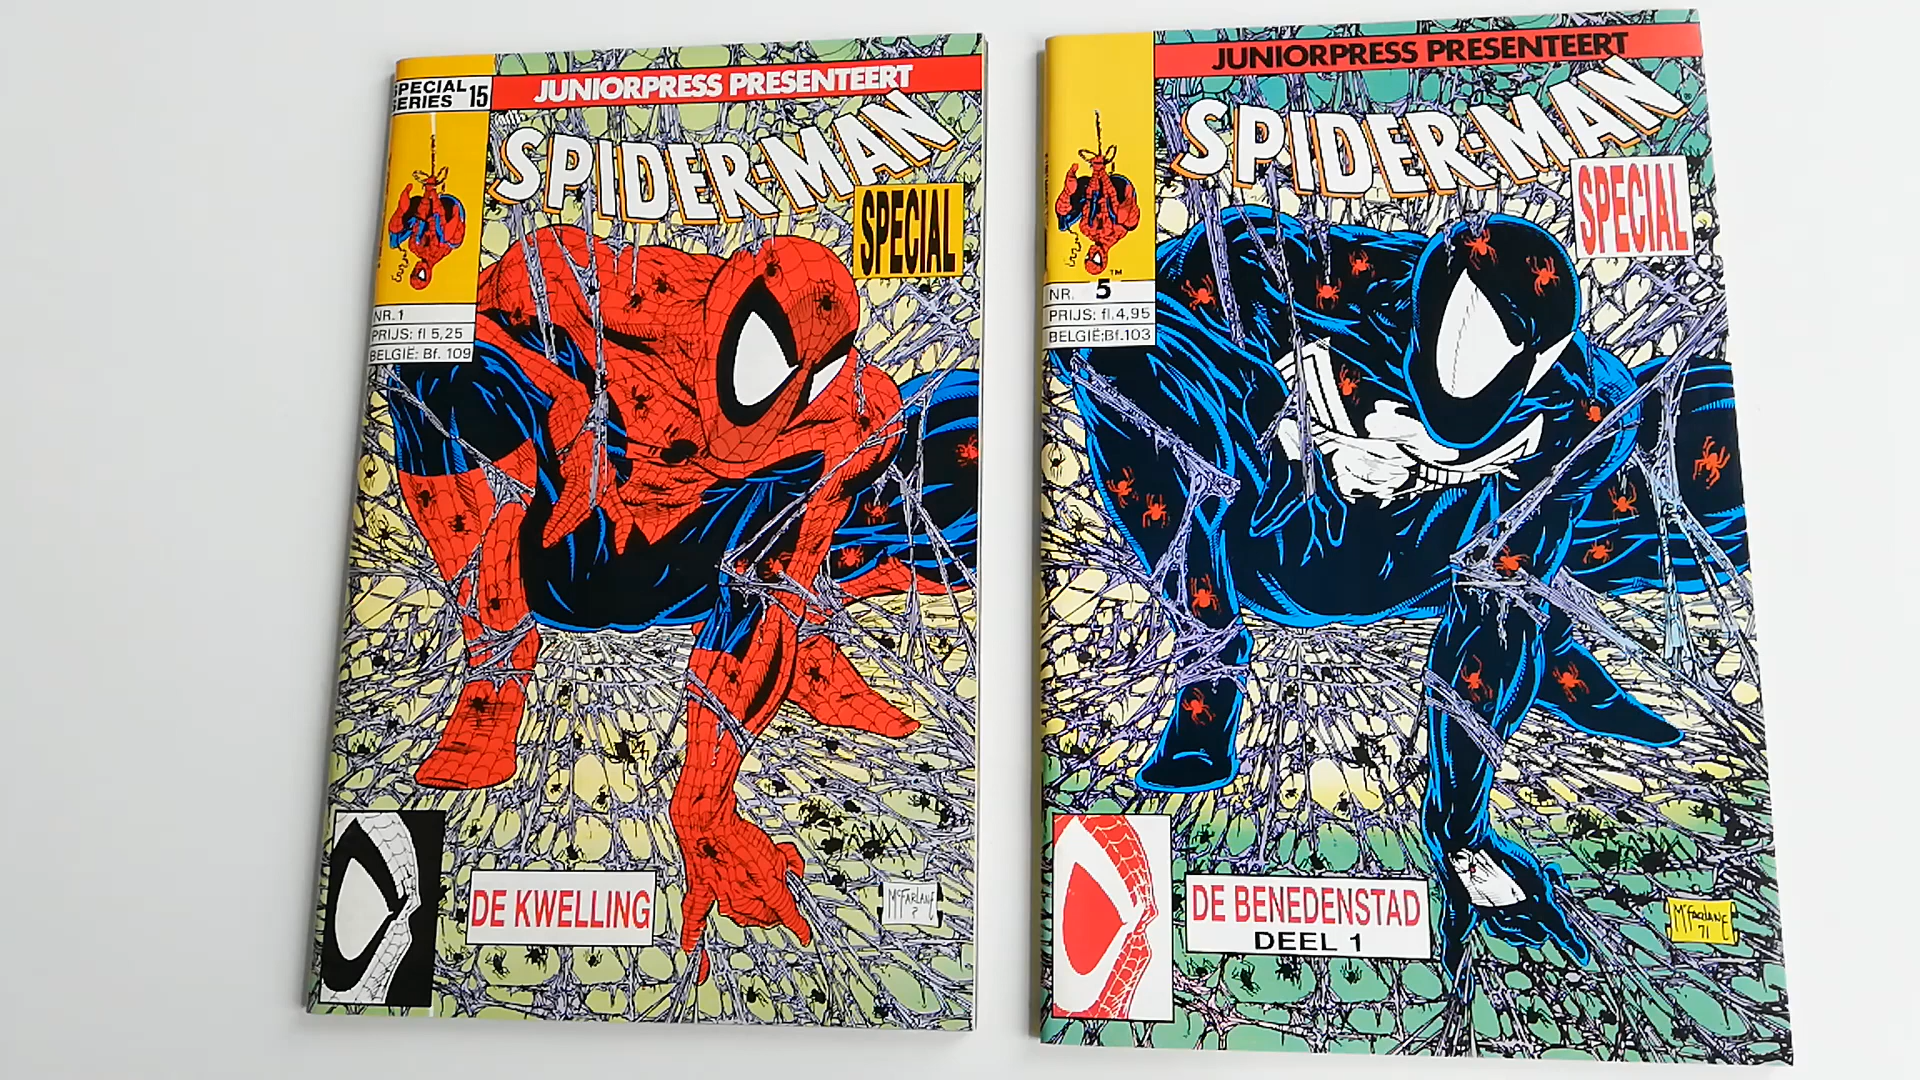 SPECIAL
SERIES 15
JUNIORPRESS PRESENTEERT
SPIDER-MAN
SPECIAL
NR. 1
PRIJS: fl 5,25
BELGIË: Bf. 109
DE KWELLING
McFARLANE
JUNIORPRESS PRESENTEERT
SPIDER-MAN
SPECIAL
TM
NR. 5
PRIJS: fl. 4,95
BELGIË: Bf. 103
DE BENEDENSTAD
DEEL 1
McFARLANE
71